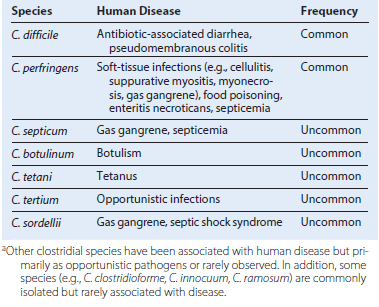 Species Human Disease Frequency
C. difficile Antibiotic-associated diarrhea, Common
pseudomembranous colitis
C. perfringens Soft-tissue infections (e.g., cellulitis, Common
suppurative myositis, myonecro-
sis, gas gangrene), food poisoning,
enteritis necroticans, septicemia
C. septicum Gas gangrene, septicemia Uncommon
C. botulinum Botulism Uncommon
C. tetani Tetanus Uncommon
C. tertium Opportunistic infections Uncommon
C. sordellii Gas gangrene, septic shock syndrome Uncommon
aOther clostridial species have been associated with human disease but pri-
marily as opportunistic pathogens or rarely observed. In addition, some
species (e.g., C. clostridioforme, C. innocuum, C. ramosum) are commonly
isolated but rarely associated with disease.